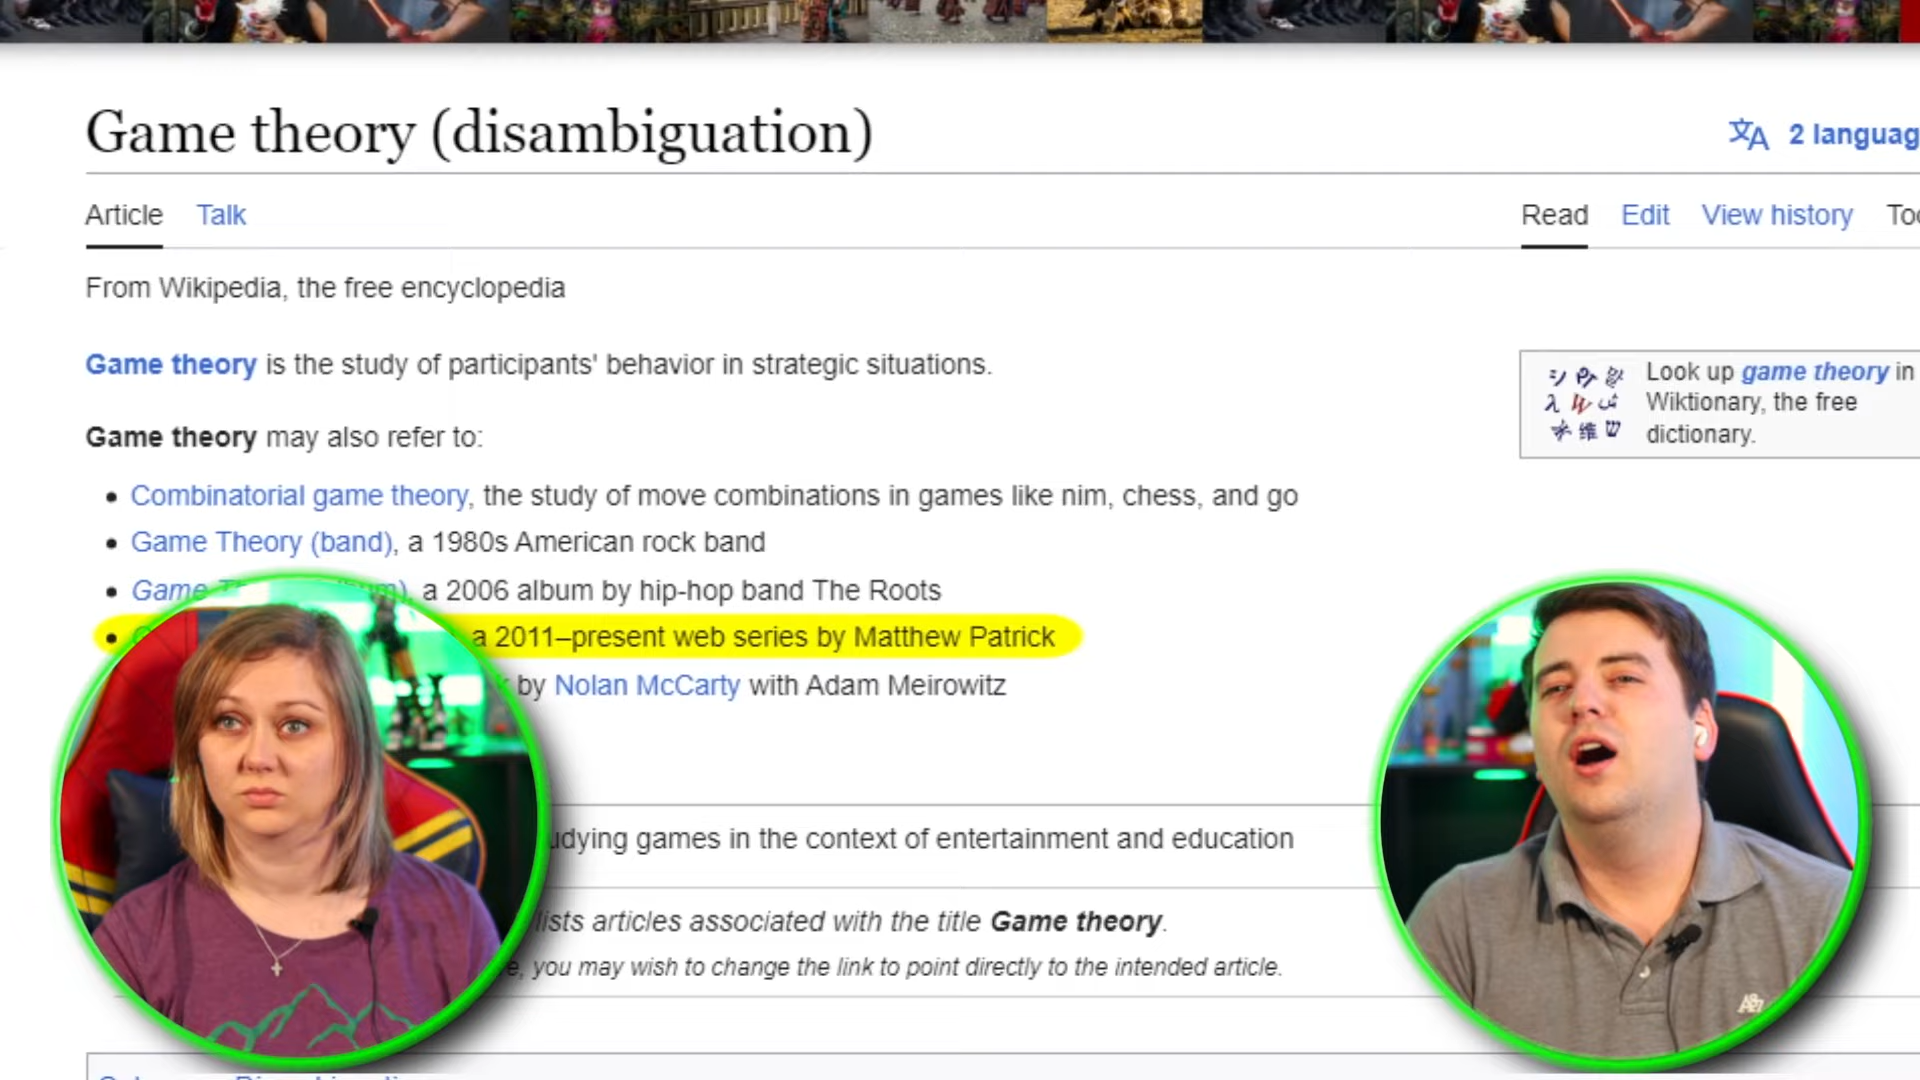 Game theory (disambiguation)
2 languag
Article Talk
Read Edit View history Too
From Wikipedia, the free encyclopedia
Game theory is the study of participants' behavior in strategic situations.
Look up game theory in
Wiktionary, the free
dictionary.
Game theory may also refer to:
Combinatorial game theory, the study of move combinations in games like nim, chess, and go
Game Theory (band), a 1980s American rock band
Game a 2006 album by hip-hop band The Roots
a 2011–present web series by Matthew Patrick
by Nolan McCarty with Adam Meirowitz
udying games in the context of entertainment and education
lists articles associated with the title Game theory.
you may wish to change the link to point directly to the intended article.